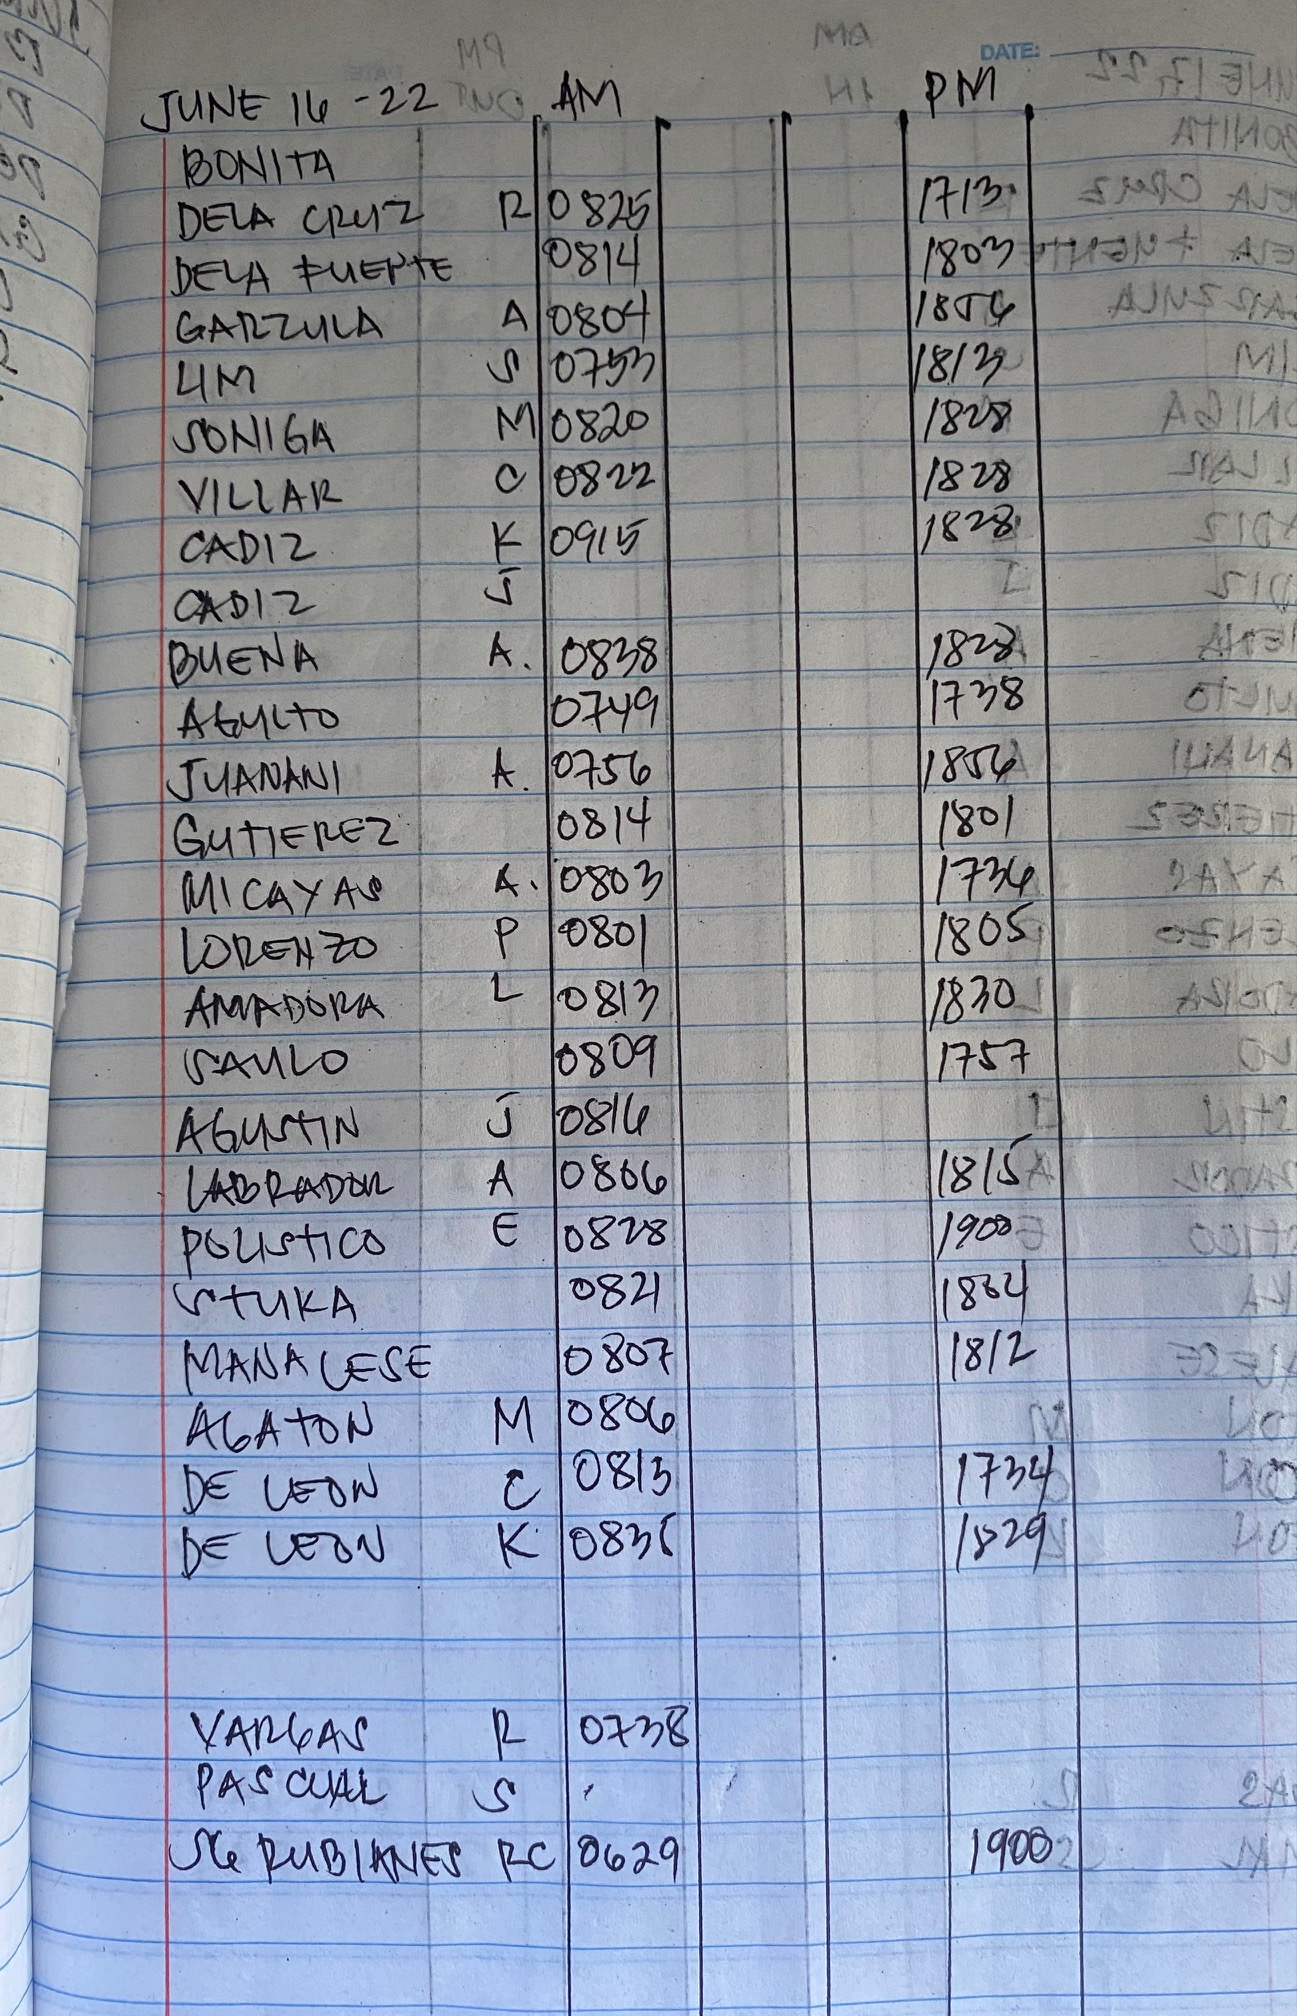 DATE:
JUNE 16-22 AM PM
BONITA
DELA CRUZ R 0825 1713
DELA FUENTE 0814 1803
GARZULA A 0804 1856
LIM S 0753 1813
SONIGA M 0820 1828
VILLAR C 0822 1828
CADIZ K 0915 1828
CADIZ J
BUENA A. 0838 1828
AGULTO 0749 1738
JUANANI A. 0756 1856
GUTIEREZ 0814 1801
MICAYAS A. 0803 1736
LORENZO P 0801 1805
AMADORA L 0813 1830
SAULO 0809 1757
AGUSTIN J 0816
LABRADOR A 0806 1815
POLISTICO E 0828 1900
STUKA 0821 1804
MANALESE 0807 1812
AGATON M 0806
DE LEON C 0813 1734
DE LEON K 1829
VARGAS R 0738
PASCUAL S
SG RUBIANES RC 0629 1900